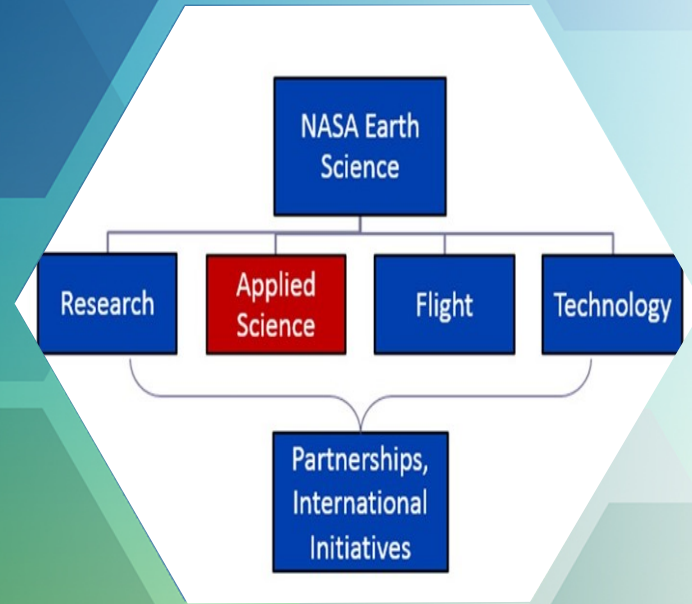 NASA Earth
Science
Research
Applied
Science
Flight
Technology
Partnerships,
International
Initiatives